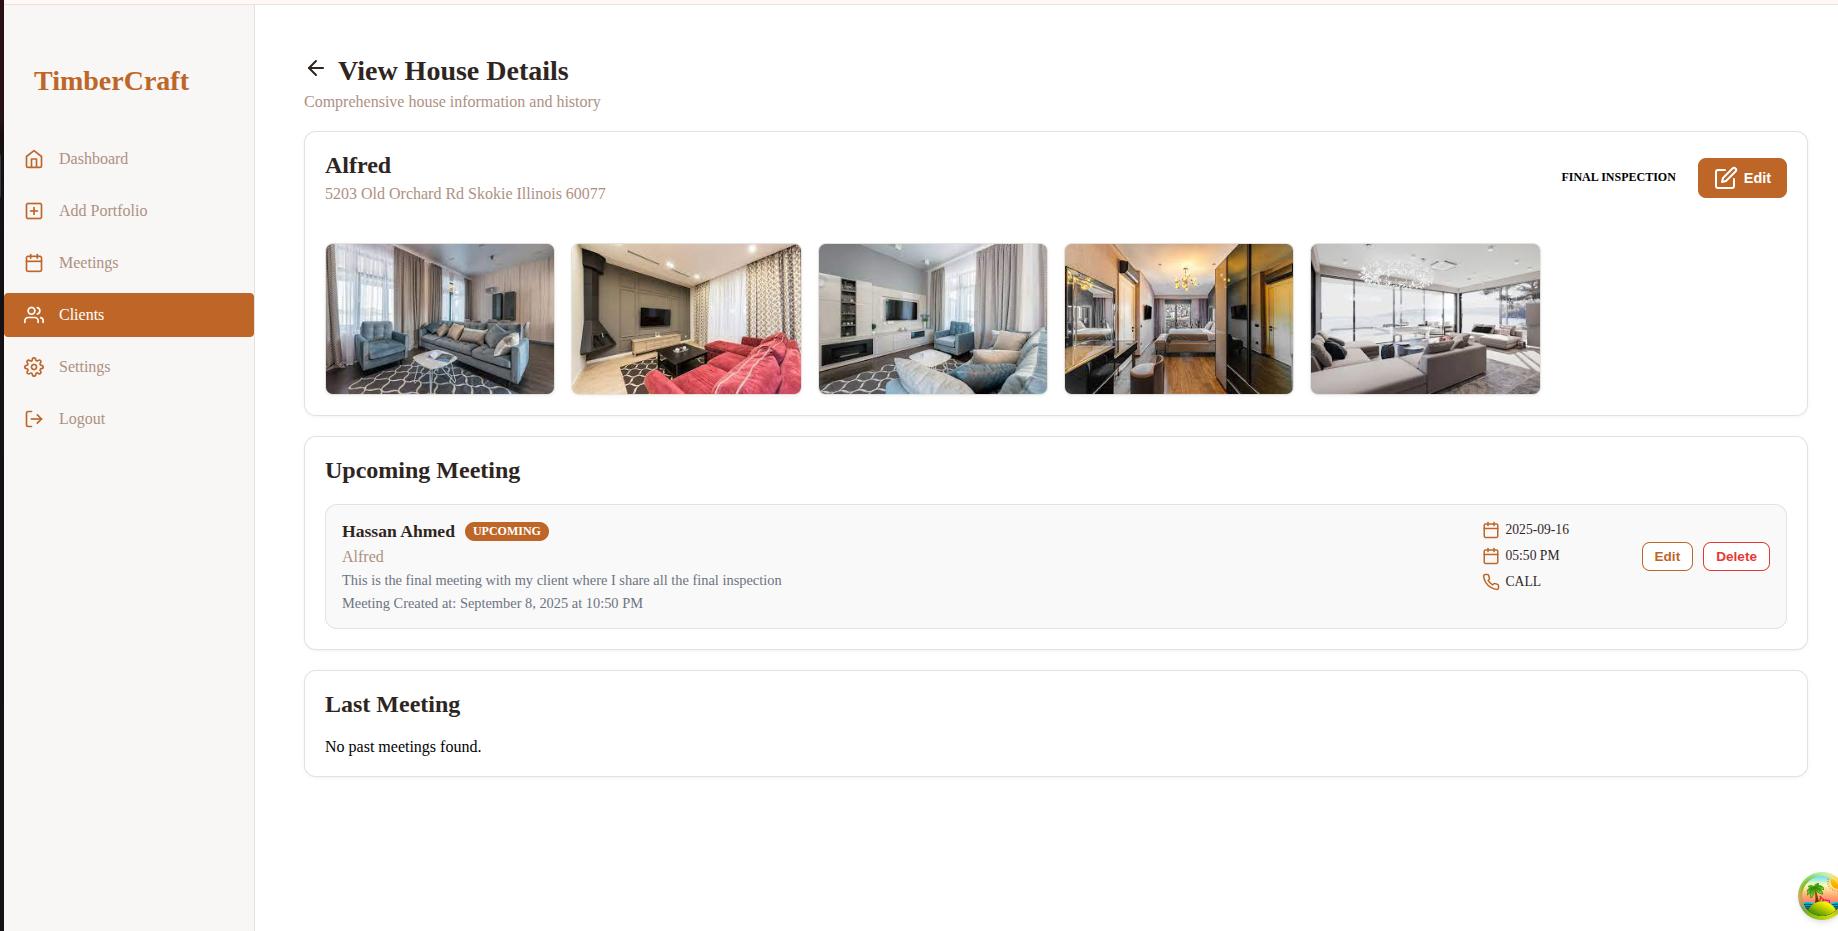 TimberCraft
Dashboard
Add Portfolio
Meetings
Clients
Settings
Logout
View House Details
Comprehensive house information and history
Alfred
5203 Old Orchard Rd Skokie Illinois 60077
FINAL INSPECTION
Edit
Upcoming Meeting
Hassan Ahmed UPCOMING
Alfred
This is the final meeting with my client where I share all the final inspection
Meeting Created at: September 8, 2025 at 10:50 PM
2025-09-16
05:50 PM
CALL
Edit Delete
Last Meeting
No past meetings found.